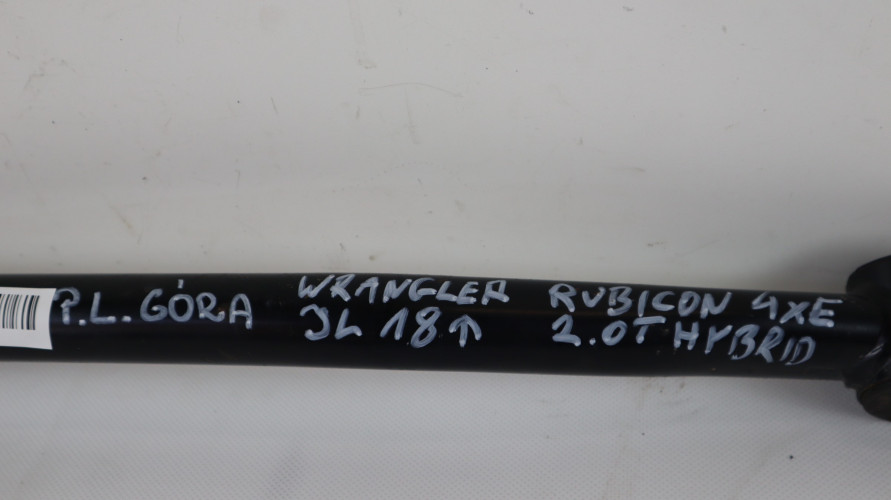 P.L. GÓRA
WRANGLER
JL 18↑
RUBICON 4XE
2.0T HYBRID